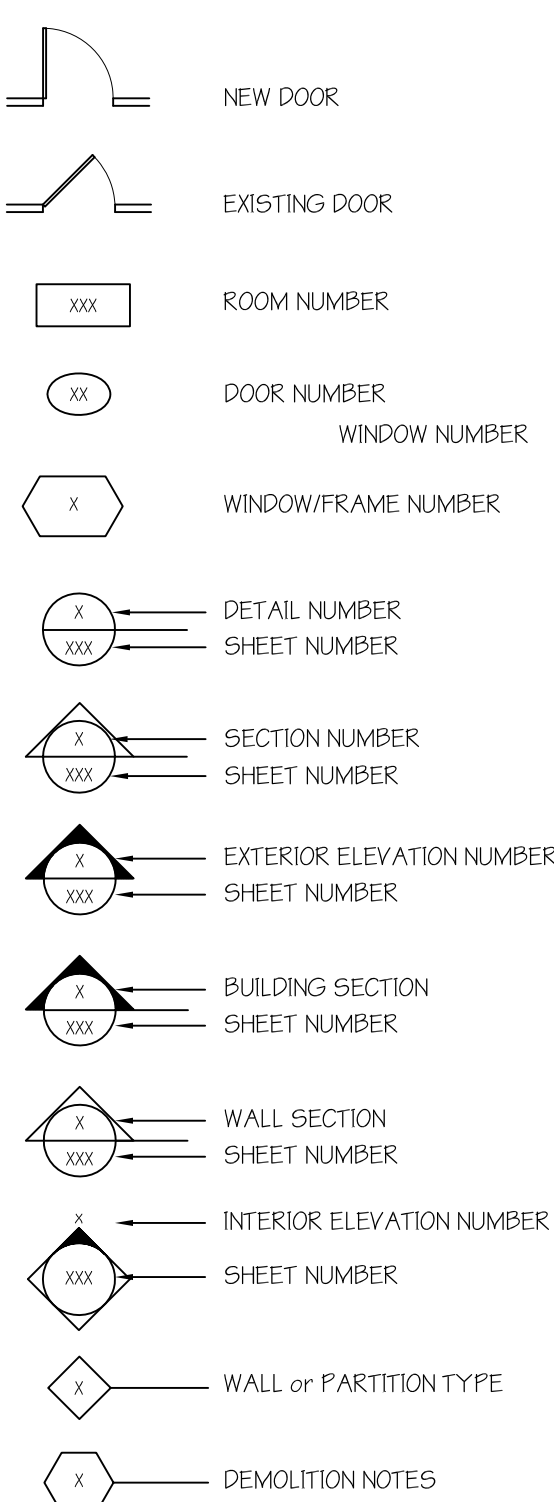 NEW DOOR
EXISTING DOOR
XXX ROOM NUMBER
XX DOOR NUMBER
WINDOW NUMBER
X WINDOW/FRAME NUMBER
X DETAIL NUMBER
XXX SHEET NUMBER
X SECTION NUMBER
XXX SHEET NUMBER
X EXTERIOR ELEVATION NUMBER
XXX SHEET NUMBER
X BUILDING SECTION
XXX SHEET NUMBER
X WALL SECTION
XXX SHEET NUMBER
X INTERIOR ELEVATION NUMBER
XXX SHEET NUMBER
X WALL or PARTITION TYPE
X DEMOLITION NOTES